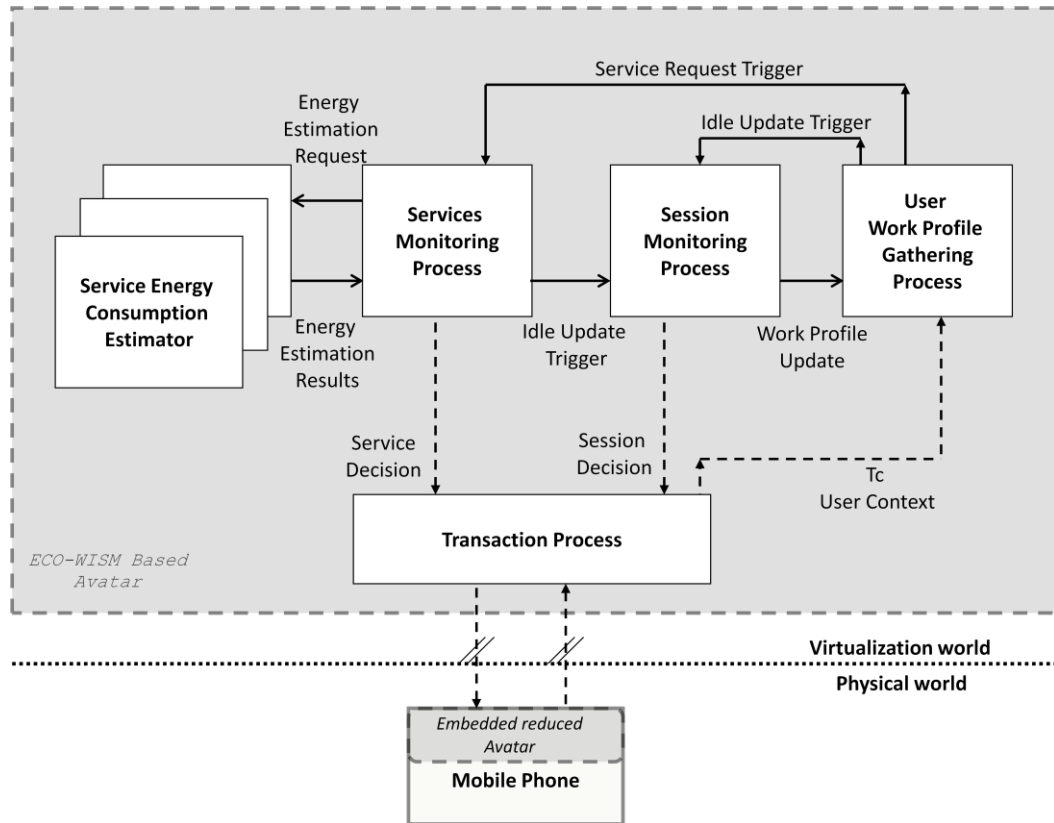 Service Request Trigger
Energy
Estimation
Request
Idle Update Trigger
Services
Monitoring
Process
Session
Monitoring
Process
User
Work Profile
Gathering
Process
Service Energy
Consumption
Estimator
Energy
Estimation
Results
Idle Update
Trigger
Work Profile
Update
Service
Decision
Session
Decision
Tc
User Context
Transaction Process
ECO-WISM Based
Avatar
Virtualization world
Physical world
Embedded reduced
Avatar
Mobile Phone